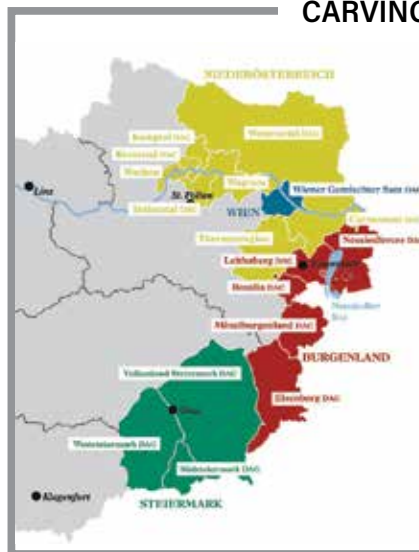 CARVING
NIEDERÖSTERREICH
Kamptal DAC
Weinviertel DAC
Kremstal DAC
Wachau
Linz
St. Pölten
Wagram
Wiener Gemischter Satz DAC
Traisental DAC
WIEN
Carnuntum DAC
Thermenregion
Neusiedlersee DAC
Leithaberg DAC
Rosalia DAC
Neusiedler
See
Mittelburgenland DAC
BURGENLAND
Vulkanland Steiermark DAC
Graz
Eisenberg DAC
Weststeiermark DAC
Südsteiermark DAC
Klagenfurt
STEIERMARK